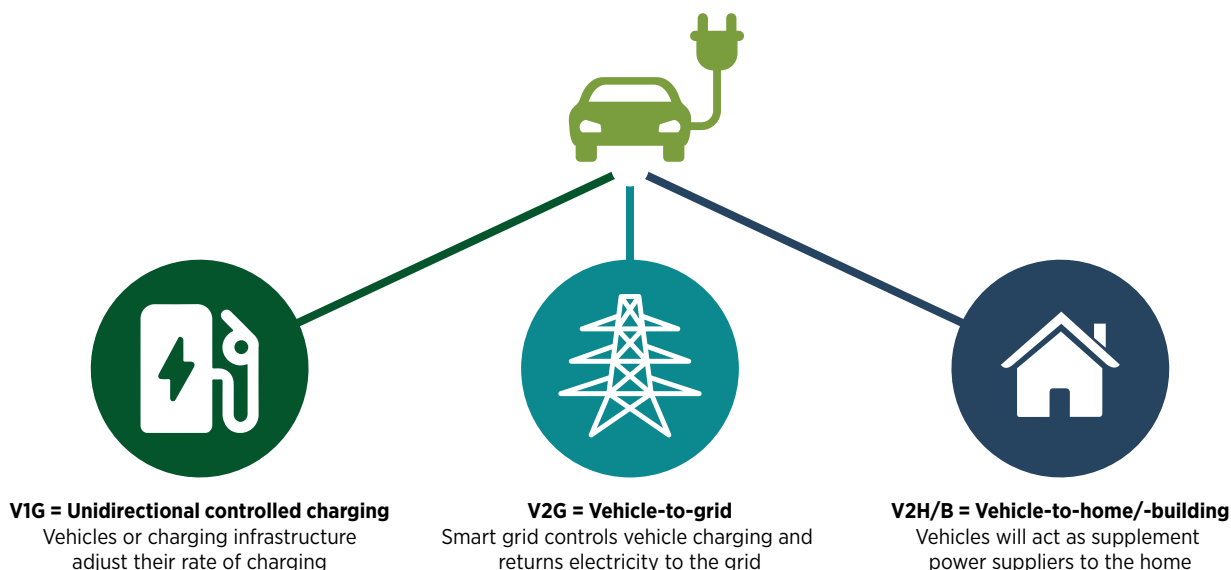 V1G = Unidirectional controlled charging
Vehicles or charging infrastructure
adjust their rate of charging
V2G = Vehicle-to-grid
Smart grid controls vehicle charging and
returns electricity to the grid
V2H/B = Vehicle-to-home/-building
Vehicles will act as supplement
power suppliers to the home